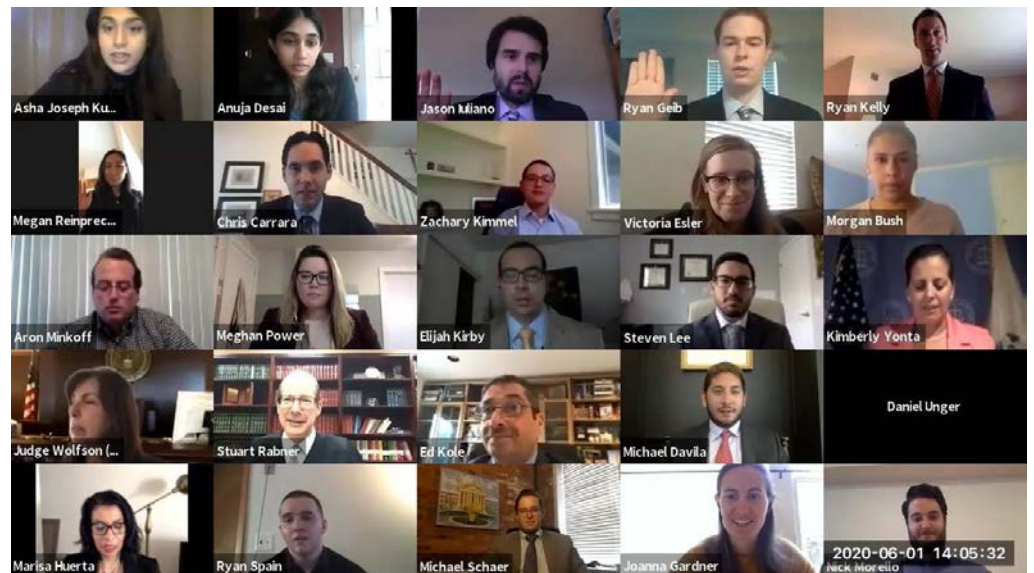 Asha Joseph Ku...
Anuja Desai
Jason Iuliano
Ryan Geib
Ryan Kelly
Megan Reinprec...
Chris Carrara
Zachary Kimmel
Victoria Esler
Morgan Bush
Aron Minkoff
Meghan Power
Elijah Kirby
Steven Lee
Kimberly Yonta
Judge Wolfson (...
Stuart Rabner
Ed Kole
Michael Davila
Daniel Unger
Marisa Huerta
Ryan Spain
Michael Schaer
Joanna Gardner
2020-06-01 14:05:32
Nick Morello